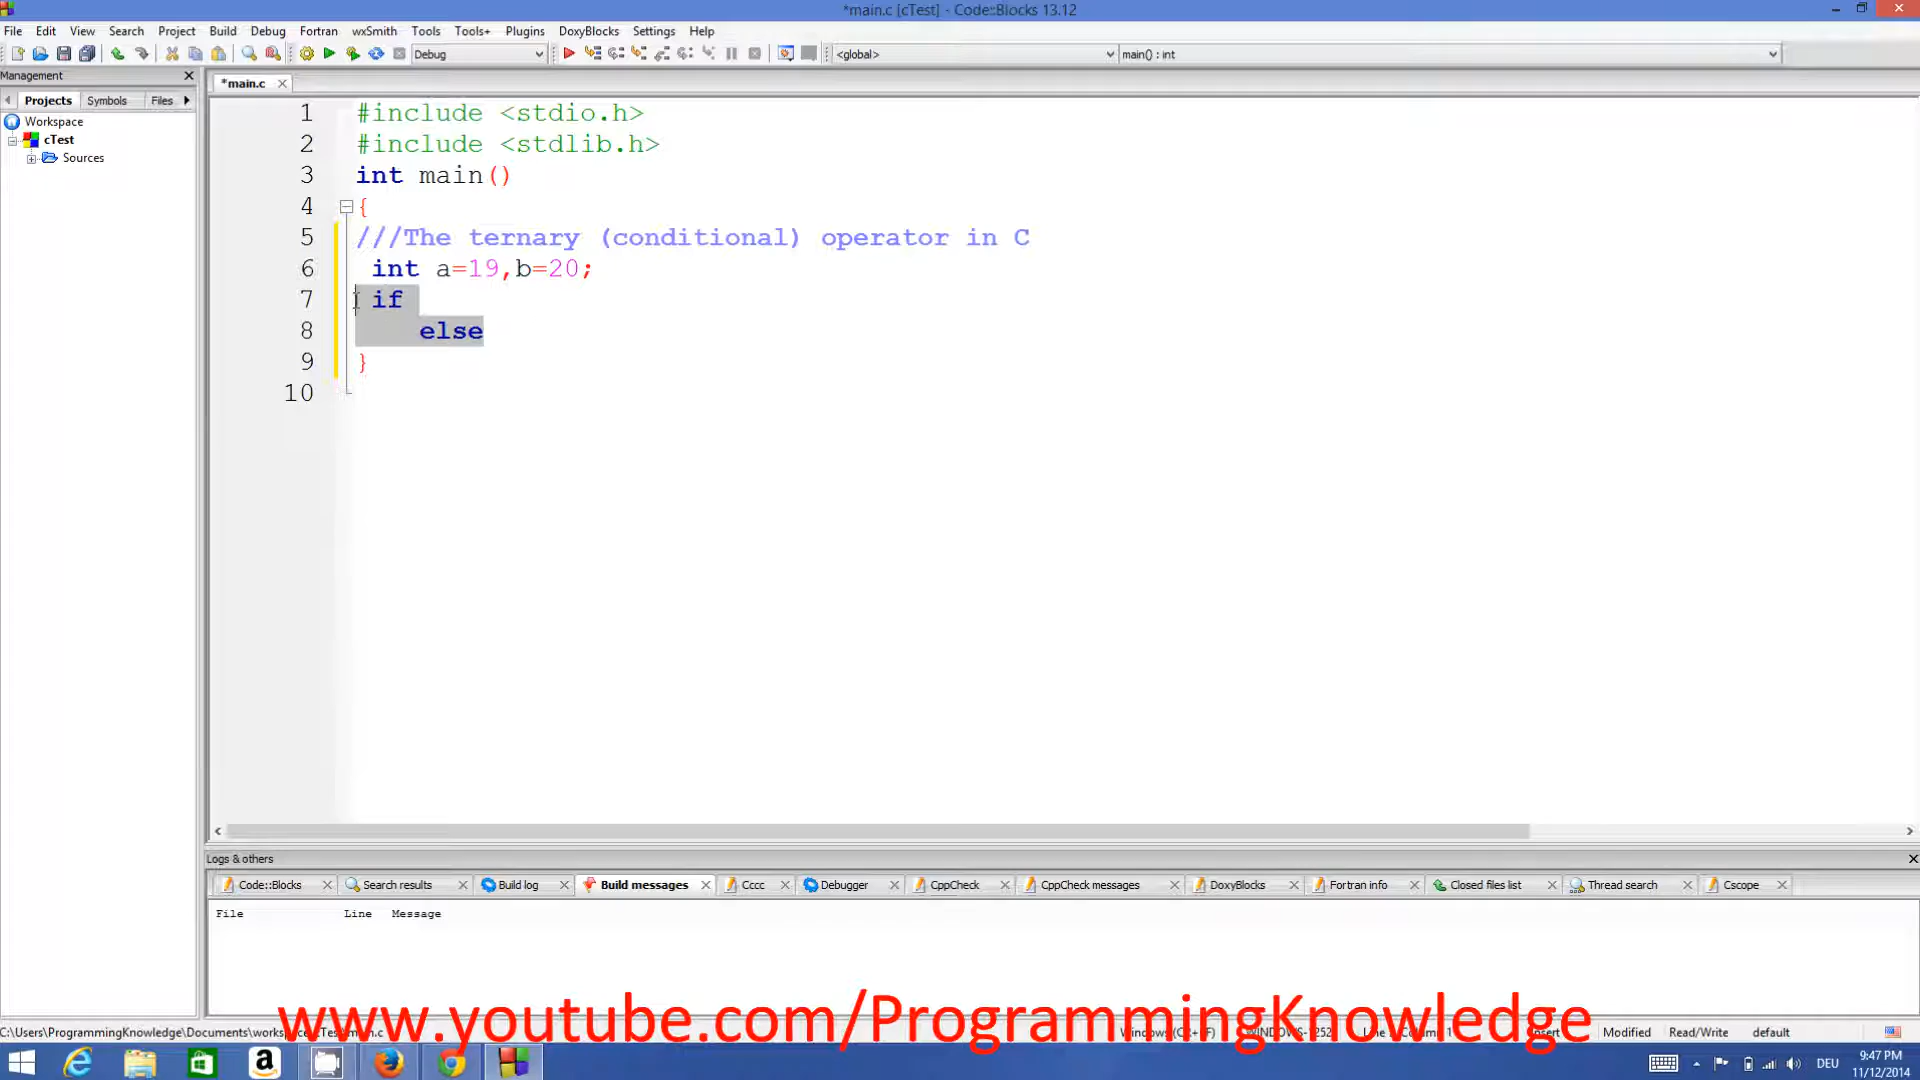 *main.c [cTest] - Code::Blocks 13.12
File Edit View Search Project Build Debug Fortran wxSmith Tools Tools+ Plugins DoxyBlocks Settings Help
Debug <global> main() : int
Management
*main.c
Projects Symbols Files
Workspace
cTest
Sources
1 #include <stdio.h>
2 #include <stdlib.h>
3 int main()
4 {
5 ///The ternary (conditional) operator in C
6 int a=19,b=20;
7 if
8 else
9 }
10
Logs & others
Code::Blocks Search results Build log Build messages Cccc Debugger CppCheck CppCheck messages DoxyBlocks Fortran info Closed files list Thread search Cscope
File Line Message
www.youtube.com/ProgrammingKnowledge
Modified Read/Write default
DEU
9:47 PM
11/12/2014